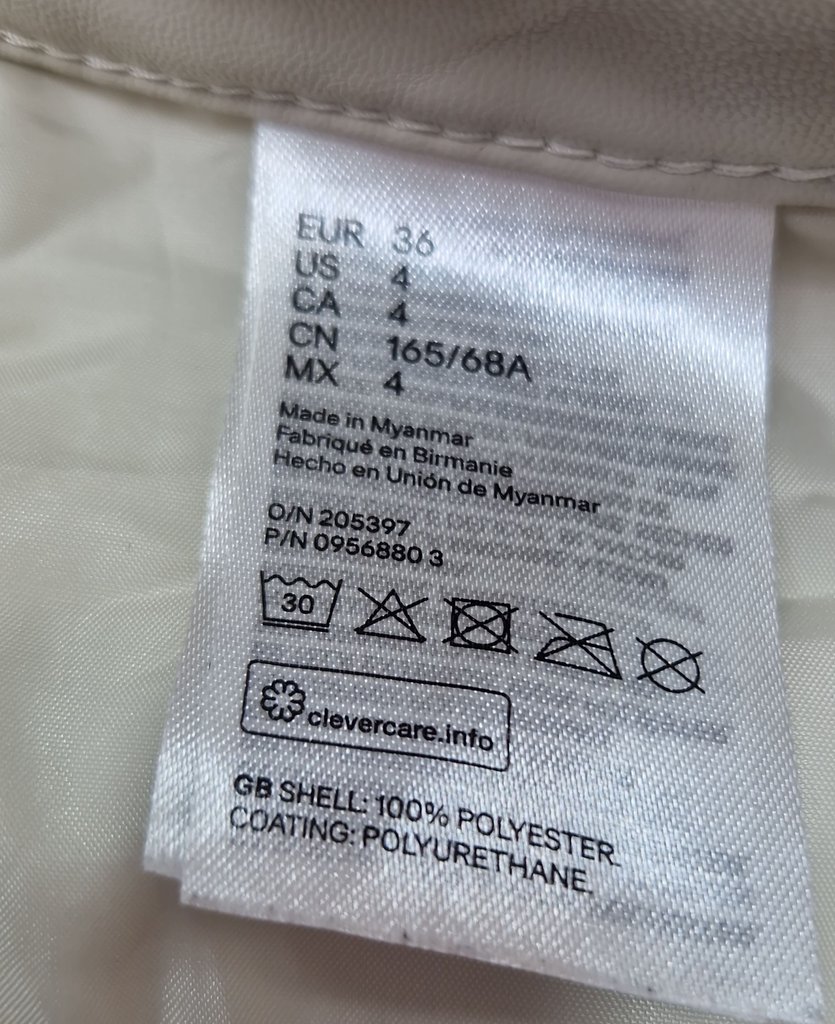 EUR 36
US 4
CA 4
CN 165/68A
MX 4
Made in Myanmar
Fabriqué en Birmanie
Hecho en Unión de Myanmar
O/N 205397
P/N 0956880 3
30
clevercare.info
GB SHELL: 100% POLYESTER.
COATING: POLYURETHANE.